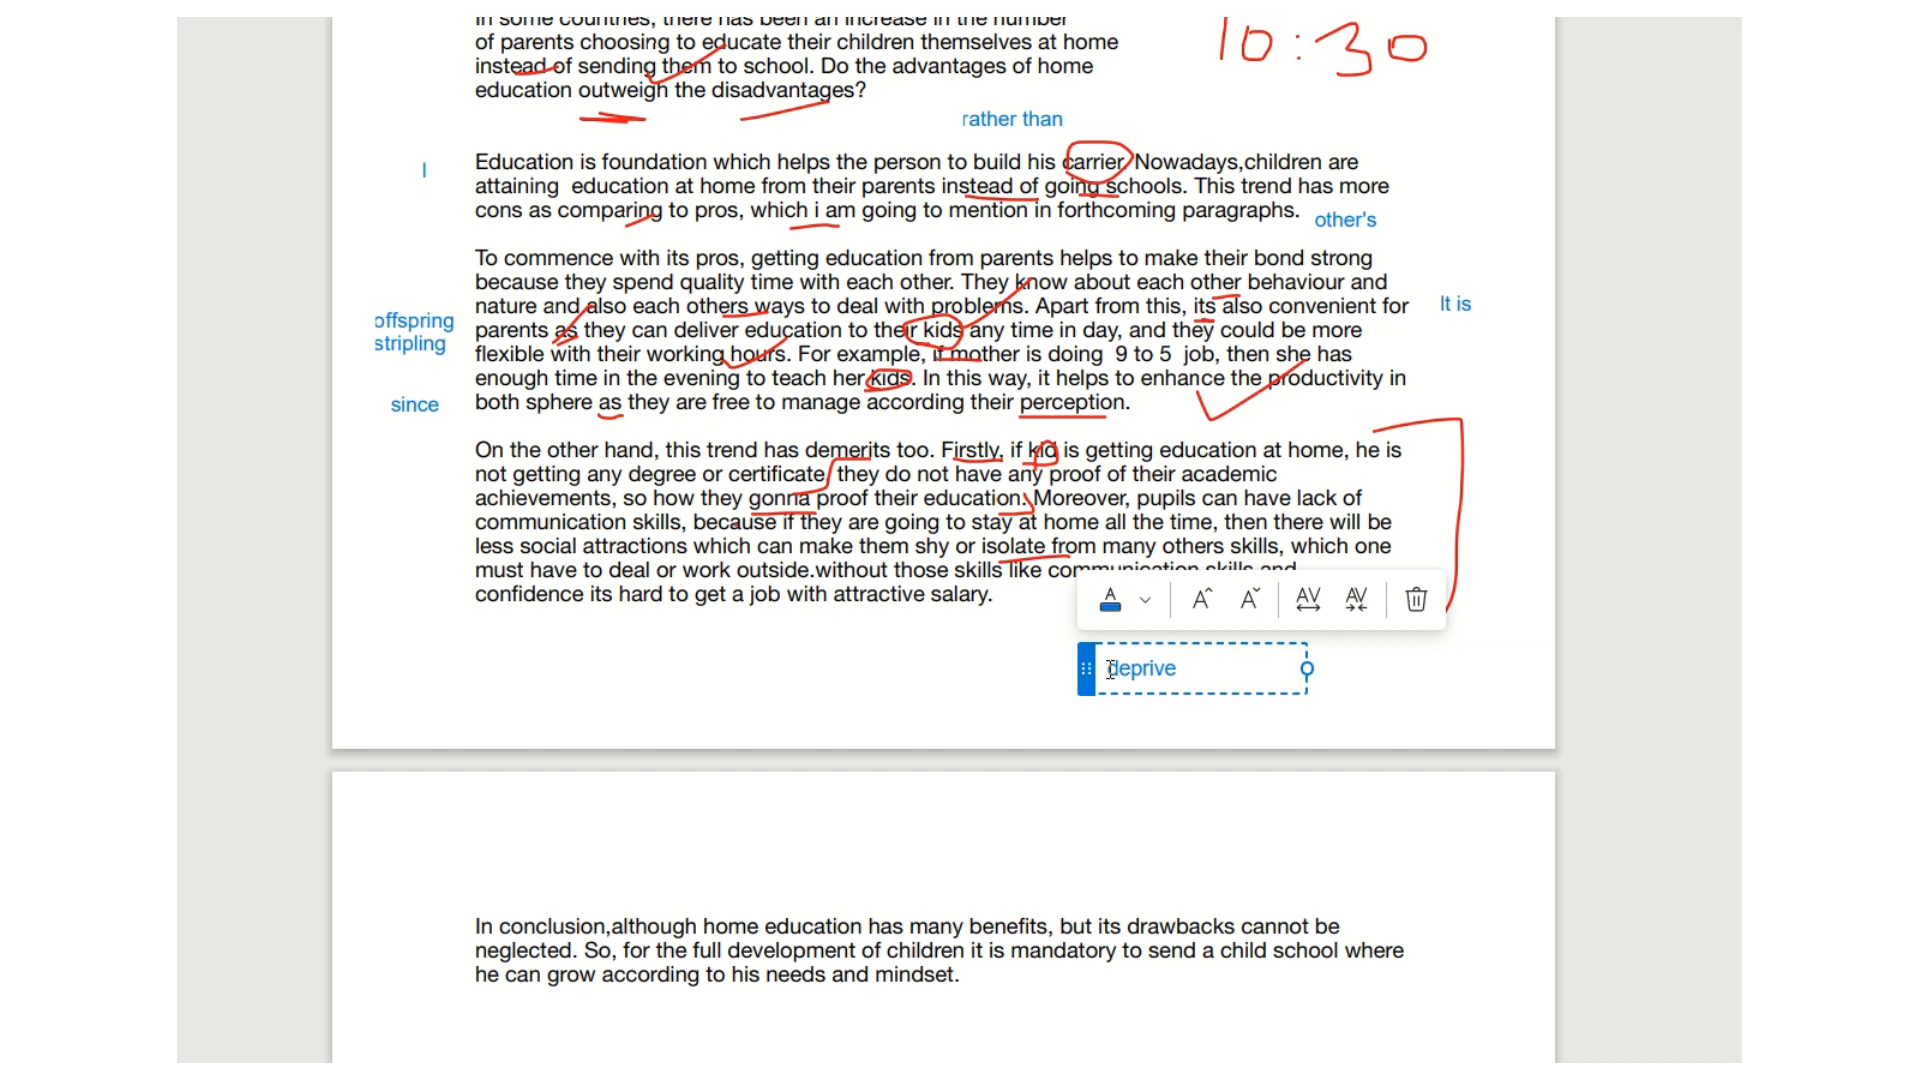 In some countries, there has been an increase in the number
of parents choosing to educate their children themselves at home
instead of sending them to school. Do the advantages of home
education outweigh the disadvantages?
10:30
rather than
I
Education is foundation which helps the person to build his carrier. Nowadays,children are
attaining  education at home from their parents instead of going schools. This trend has more
cons as comparing to pros, which i am going to mention in forthcoming paragraphs.
other's
To commence with its pros, getting education from parents helps to make their bond strong
because they spend quality time with each other. They know about each other behaviour and
nature and also each others ways to deal with problems. Apart from this, its also convenient for
It is
offspring
stripling
parents as they can deliver education to their kids any time in day, and they could be more
flexible with their working hours. For example, if mother is doing  9 to 5  job, then she has
enough time in the evening to teach her kids. In this way, it helps to enhance the productivity in
since
both sphere as they are free to manage according their perception.
On the other hand, this trend has demerits too. Firstly, if kid is getting education at home, he is
not getting any degree or certificate, they do not have any proof of their academic
achievements, so how they gonna proof their education. Moreover, pupils can have lack of
communication skills, because if they are going to stay at home all the time, then there will be
less social attractions which can make them shy or isolate from many others skills, which one
must have to deal or work outside.without those skills like communication skills and
confidence its hard to get a job with attractive salary.
deprive
In conclusion,although home education has many benefits, but its drawbacks cannot be
neglected. So, for the full development of children it is mandatory to send a child school where
he can grow according to his needs and mindset.